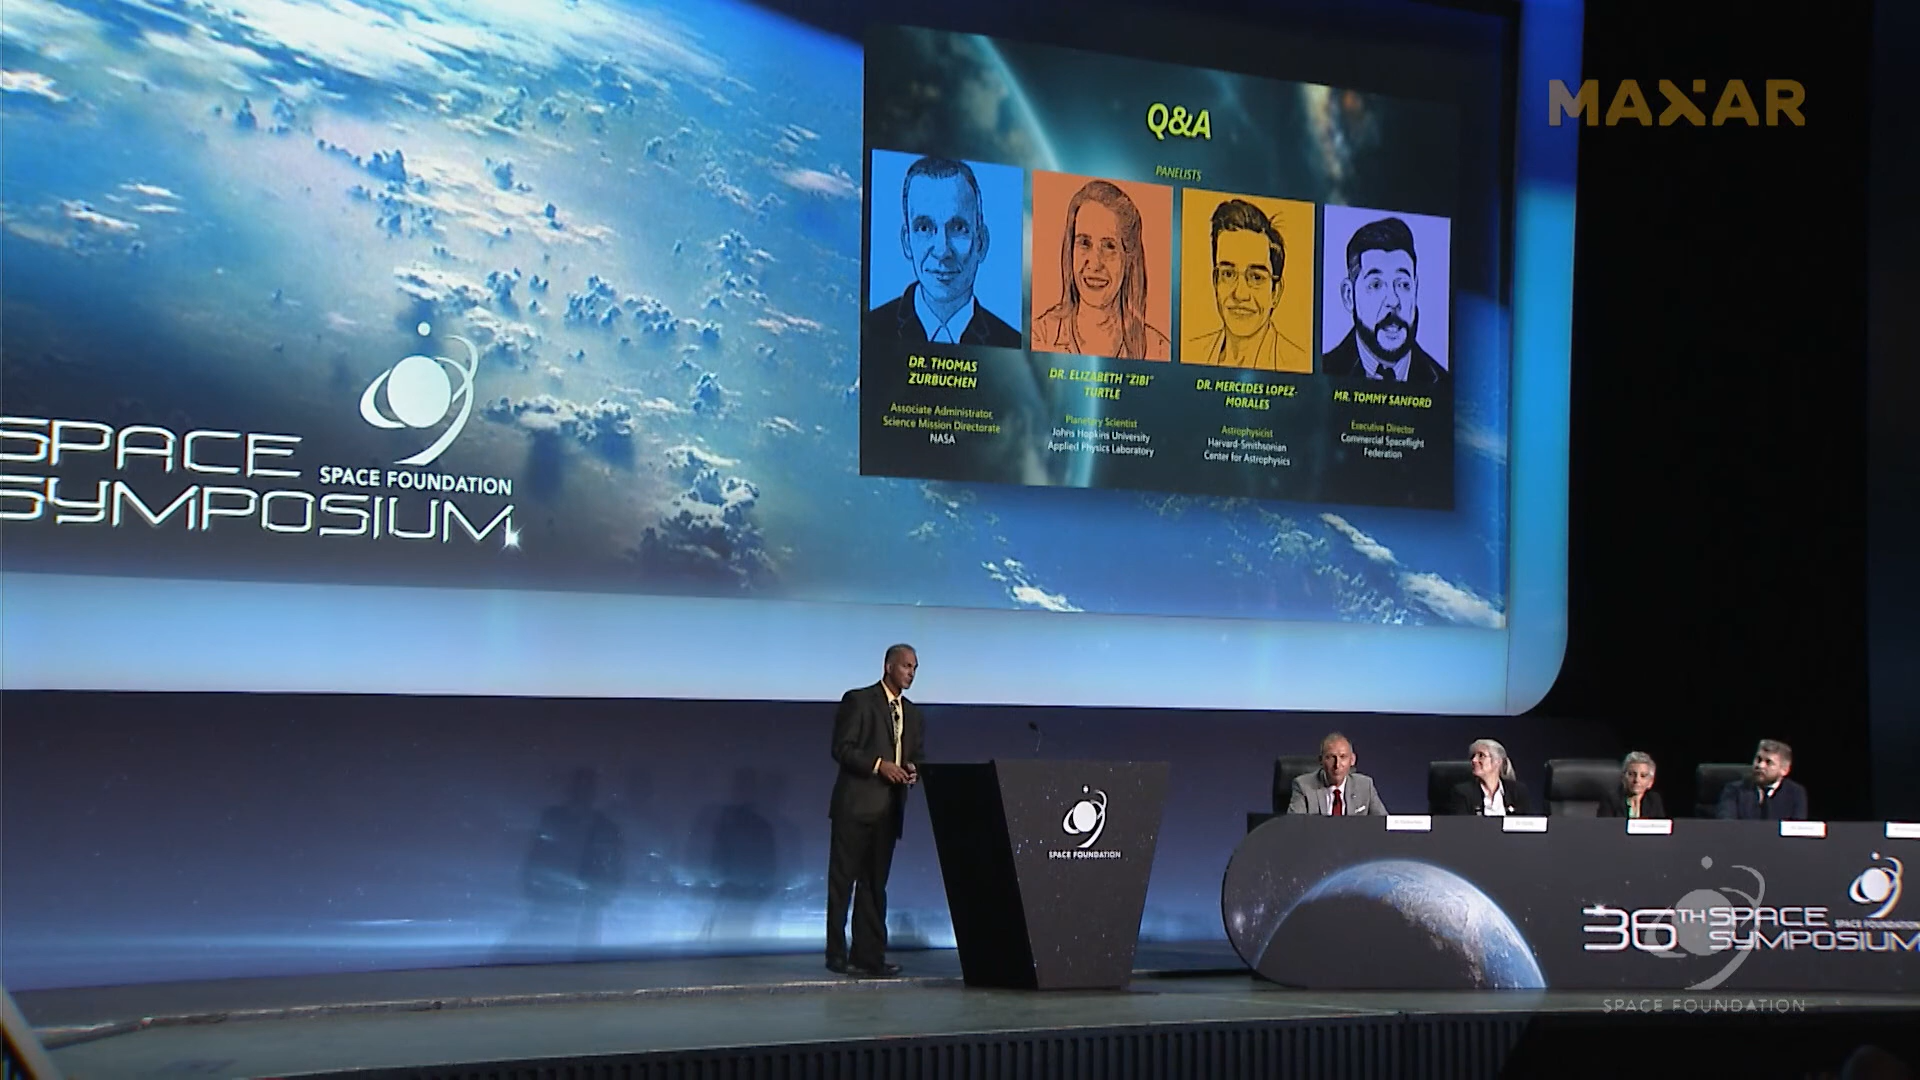 MAXAR
Q&A
PANELISTS
DR. THOMAS
ZURBUCHEN
Associate Administrator,
Science Mission Directorate
NASA
DR. ELIZABETH "ZIBI"
TURTLE
Planetary Scientist
Johns Hopkins University
Applied Physics Laboratory
DR. MERCEDES LOPEZ-
MORALES
Astrophysicist
Harvard-Smithsonian
Center for Astrophysics
MR. TOMMY SANFORD
Executive Director
Commercial Spaceflight
Federation
SPACE
SYMPOSIUM
SPACE FOUNDATION
SPACE FOUNDATION
36TH SPACE
SYMPOSIUM
SPACE FOUNDATION
SPACE FOUNDATION